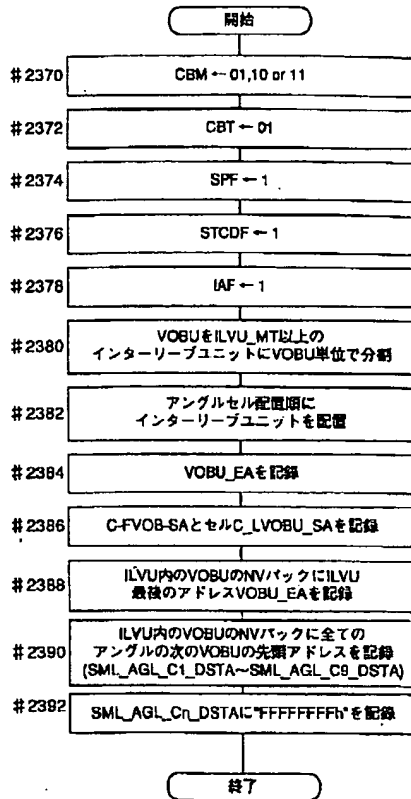 開始
#2370 CBM ← 01,10 or 11
#2372 CBT ← 01
#2374 SPF ← 1
#2376 STCDF ← 1
#2378 IAF ← 1
#2380 VOBUをILVU_MT以上の
インターリーブユニットにVOBU単位で分割
#2382 アングルセル配置順に
インターリーブユニットを配置
#2384 VOBU_EAを記録
#2386 C-FVOB-SAとセルC_LVOBU_SAを記録
#2388 ILVU内のVOBUのNVパックにILVU
最後のアドレスVOBU_EAを記録
#2390 ILVU内のVOBUのNVパックに全ての
アングルの次のVOBUの先頭アドレスを記録
(SML_AGL_C1_DSTA～SML_AGL_C9_DSTA)
#2392 SML_AGL_Cn_DSTAに"FFFFFFFFh"を記録
終了